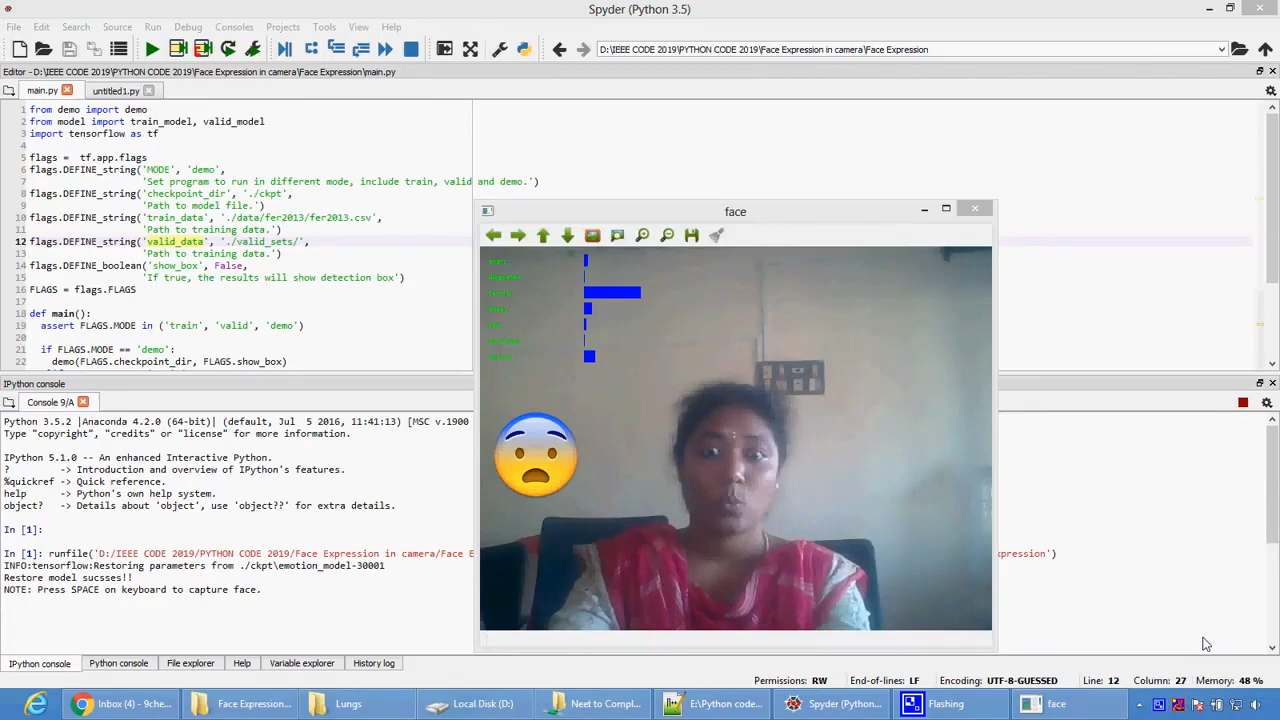 Spyder (Python 3.5)
File Edit Search Source Run Debug Consoles Projects Tools View Help
D:\IEEE CODE 2019\PYTHON CODE 2019\Face Expression in camera\Face Expression
Editor - D:\IEEE CODE 2019\PYTHON CODE 2019\Face Expression in camera\Face Expression\main.py
main.py untitled1.py
1 from demo import demo
2 from model import train_model, valid_model
3 import tensorflow as tf
4
5 flags = tf.app.flags
6 flags.DEFINE_string('MODE', 'demo',
7 'Set program to run in different mode, include train, valid and demo.')
8 flags.DEFINE_string('checkpoint_dir', './ckpt',
9 'Path to model file.')
10 flags.DEFINE_string('train_data', './data/fer2013/fer2013.csv',
11 'Path to training data.')
12 flags.DEFINE_string('valid_data', './valid_sets/',
13 'Path to training data.')
14 flags.DEFINE_boolean('show_box', False,
15 'If true, the results will show detection box')
16 FLAGS = flags.FLAGS
17
18 def main():
19 assert FLAGS.MODE in ('train', 'valid', 'demo')
20
21 if FLAGS.MODE == 'demo':
22 demo(FLAGS.checkpoint_dir, FLAGS.show_box)
face
IPython console
Console 9/A
Python 3.5.2 |Anaconda 4.2.0 (64-bit)| (default, Jul 5 2016, 11:41:13) [MSC v.1900
Type "copyright", "credits" or "license" for more information.
IPython 5.1.0 -- An enhanced Interactive Python.
? -> Introduction and overview of IPython's features.
%quickref -> Quick reference.
help -> Python's own help system.
object? -> Details about 'object', use 'object??' for extra details.
In [1]:
In [1]: runfile('D:/IEEE CODE 2019/PYTHON CODE 2019/Face Expression in camera/Face E xpression')
INFO:tensorflow:Restoring parameters from ./ckpt\emotion_model-30001
Restore model sucsses!!
NOTE: Press SPACE on keyboard to capture face.
IPython console Python console File explorer Help Variable explorer History log
Permissions: RW End-of-lines: LF Encoding: UTF-8-GUESSED Line: 12 Column: 27 Memory: 48 %
Inbox (4) - 9che... Face Expression... Lungs Local Disk (D:) Neet to Compl... E:\Python code... Spyder (Python... Flashing face